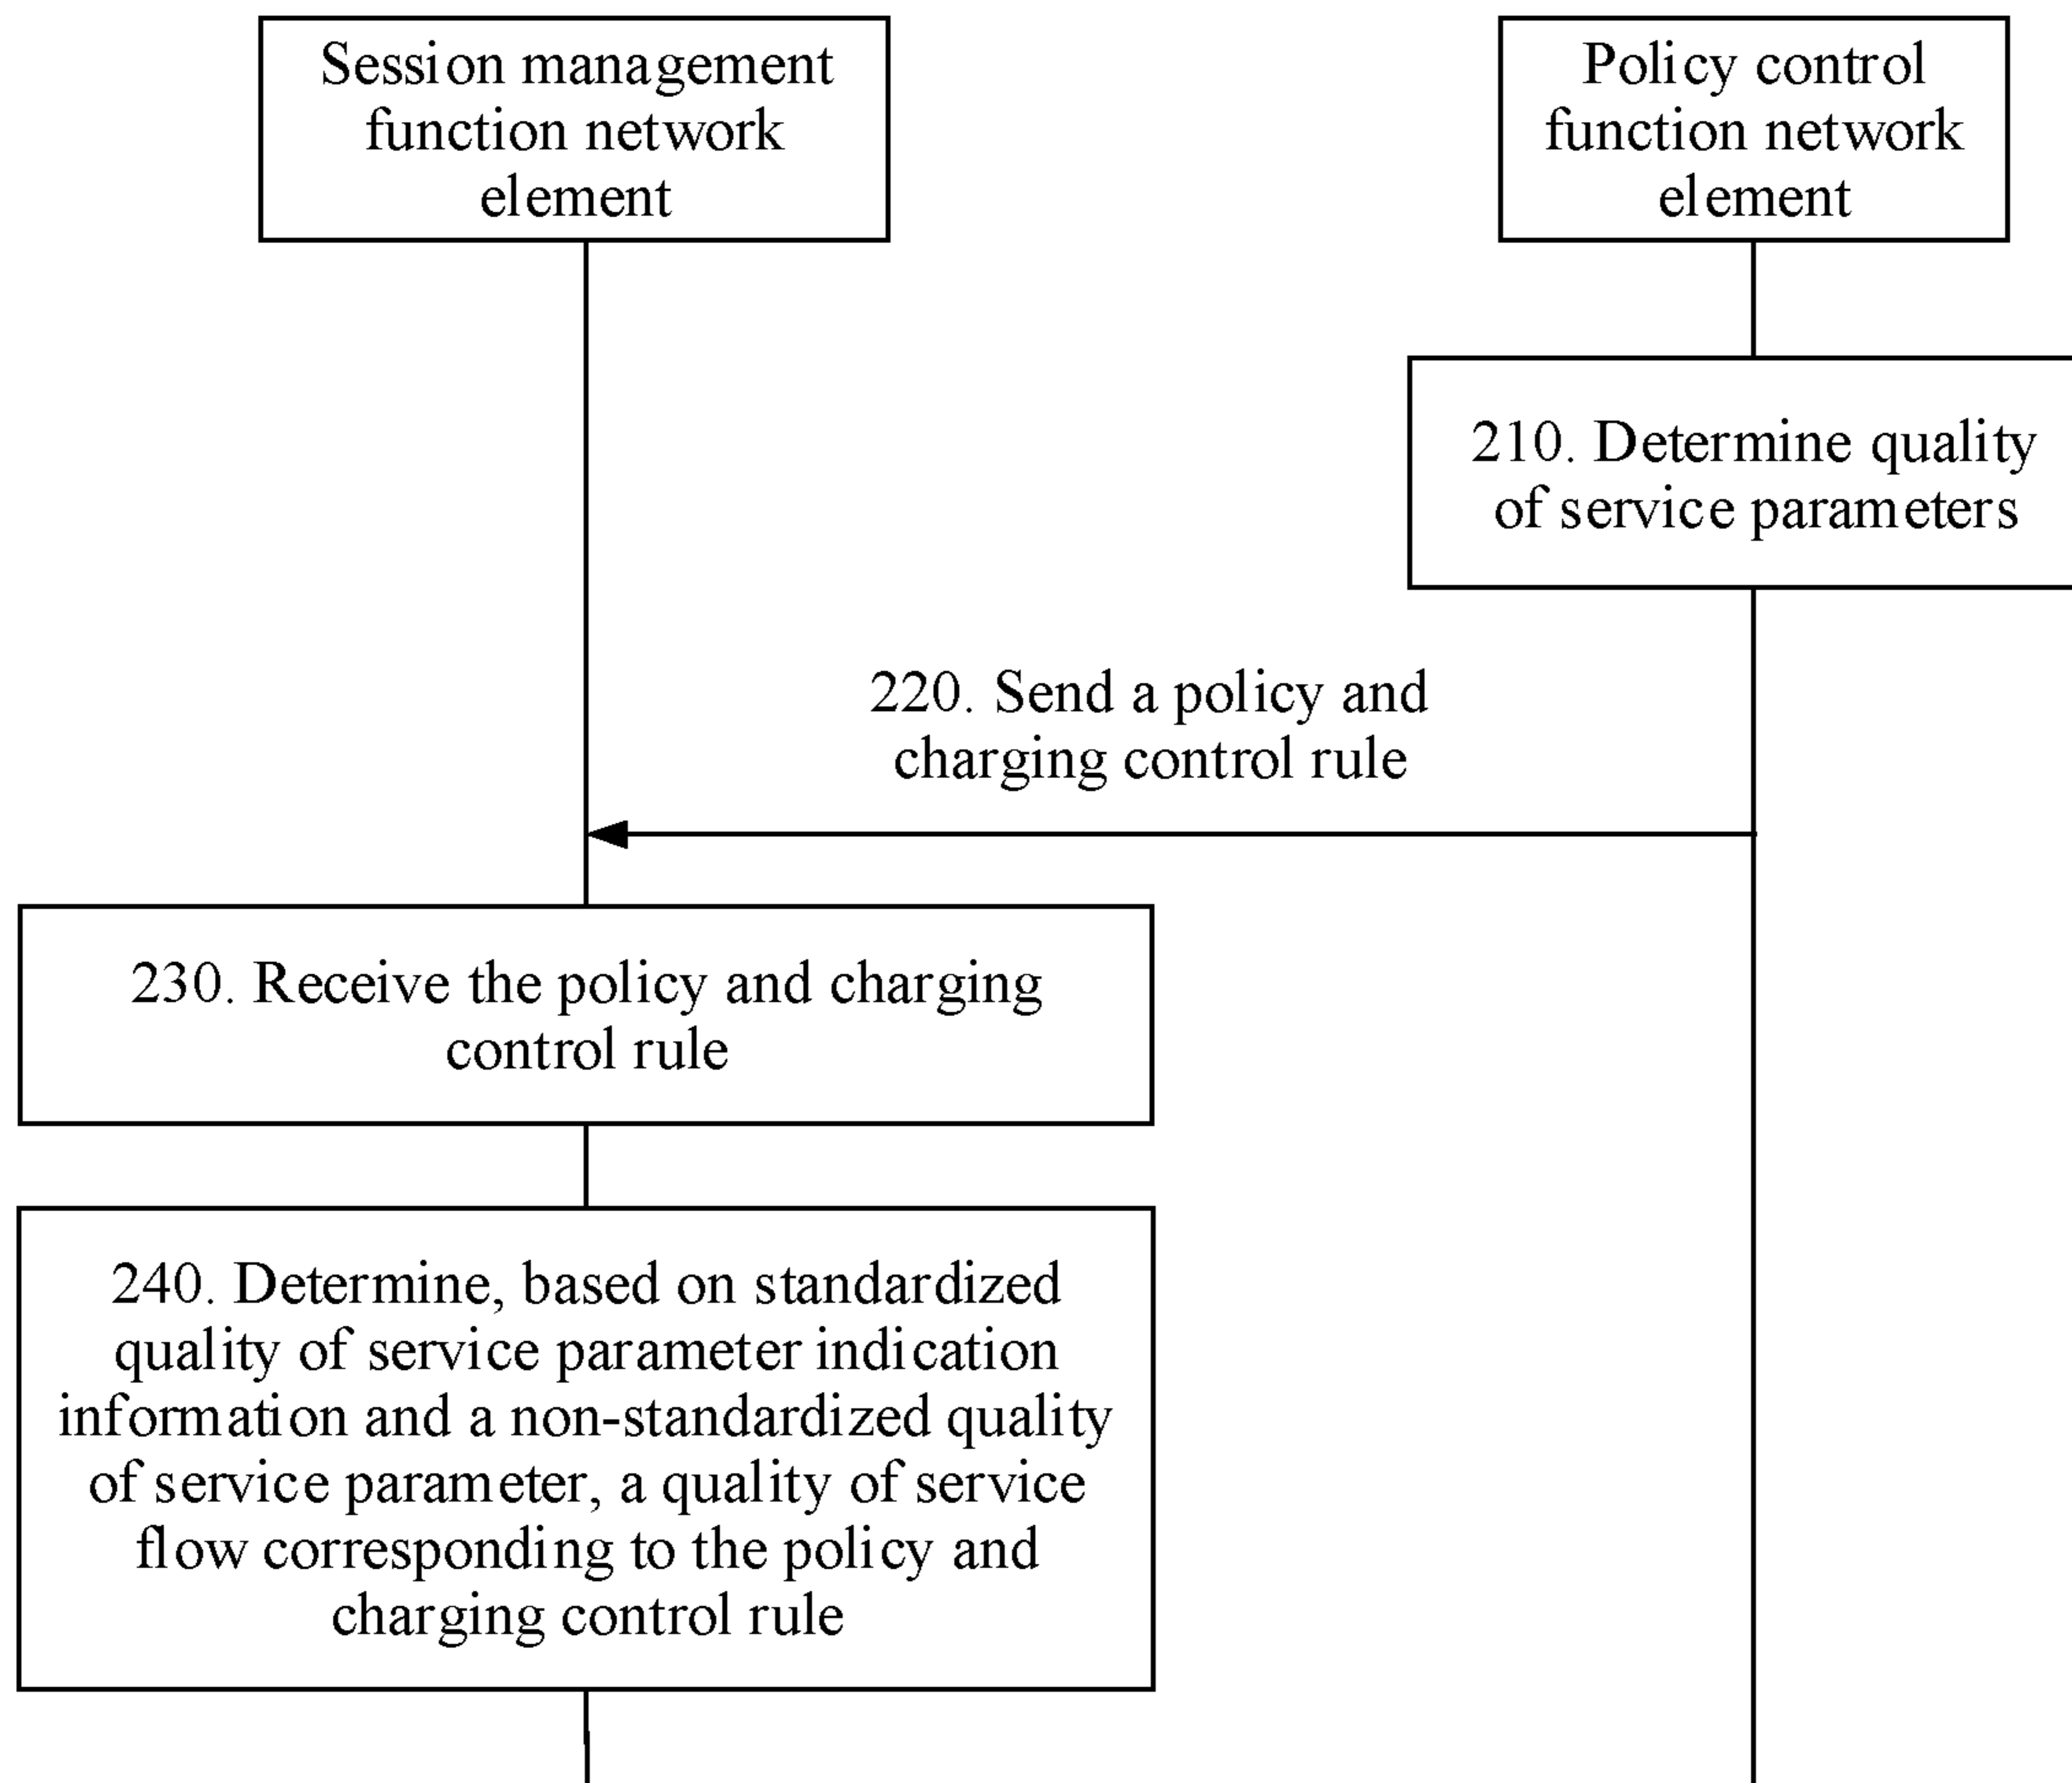 Session management
function network
element
Policy control
function network
element
210. Determine quality
of service parameters
220. Send a policy and
charging control rule
230. Receive the policy and charging
control rule
240. Determine, based on standardized
quality of service parameter indication
information and a non-standardized quality
of service parameter, a quality of service
flow corresponding to the policy and
charging control rule